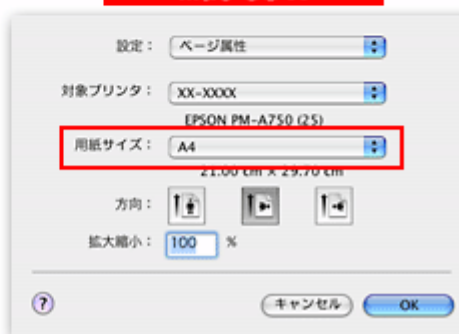 設定： ページ属性
対象プリンタ： XX-XXXX
EPSON PM-A750 (25)
用紙サイズ： A4
21.00 cm × 29.70 cm
方向：
拡大縮小： 100 %
? キャンセル OK